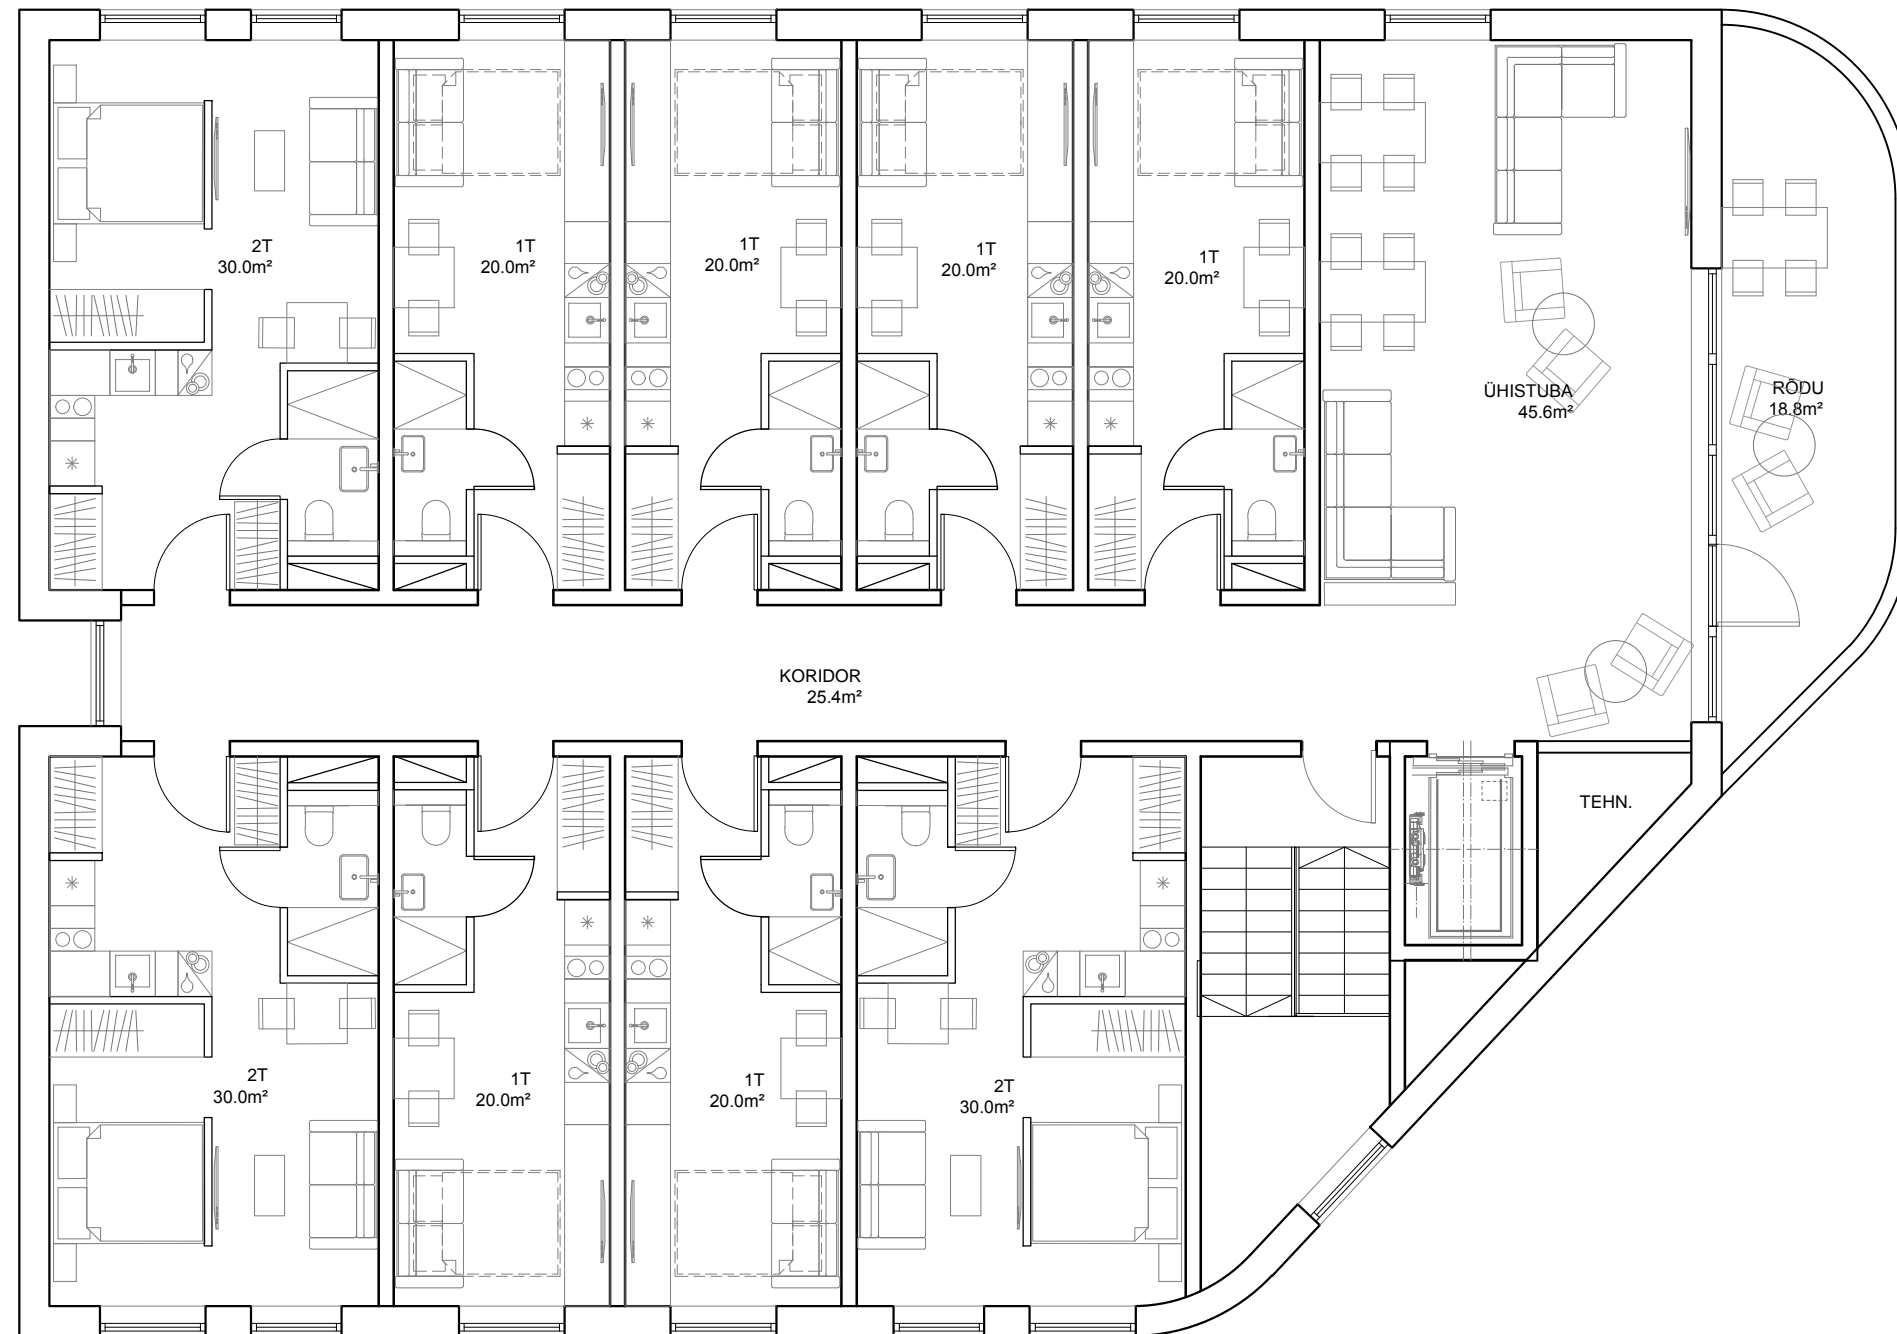 2T
30.0m²
1T
20.0m²
1T
20.0m²
1T
20.0m²
1T
20.0m²
ÜHISTUBA
45.6m²
RÕDU
18.8m²
KORIDOR
25.4m²
TEHN.
2T
30.0m²
1T
20.0m²
1T
20.0m²
2T
30.0m²